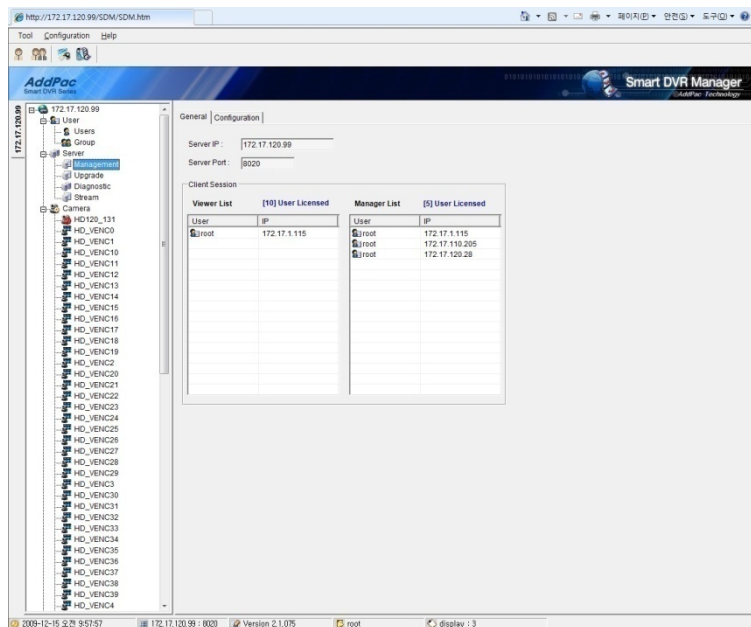 http://172.17.120.99/SDM/SDM.htm
페이지(P) 안전(S) 도구(O)
Tool Configuration Help
AddPac
Smart DVR Series
Smart DVR Manager
AddPac Technology
172.17.120.99
172.17.120.99
User
Users
Group
Server
Management
Upgrade
Diagnostic
Stream
Camera
HD120_131
HD_VENC0
HD_VENC1
HD_VENC10
HD_VENC11
HD_VENC12
HD_VENC13
HD_VENC14
HD_VENC15
HD_VENC16
HD_VENC17
HD_VENC18
HD_VENC19
HD_VENC2
HD_VENC20
HD_VENC21
HD_VENC22
HD_VENC23
HD_VENC24
HD_VENC25
HD_VENC26
HD_VENC27
HD_VENC28
HD_VENC29
HD_VENC3
HD_VENC30
HD_VENC31
HD_VENC32
HD_VENC33
HD_VENC34
HD_VENC35
HD_VENC36
HD_VENC37
HD_VENC38
HD_VENC39
HD_VENC4
General Configuration
Server IP : 172.17.120.99
Server Port : 8020
Client Session
Viewer List [10] User Licensed
User IP
root 172.17.1.115
Manager List [5] User Licensed
User IP
root 172.17.1.115
root 172.17.110.205
root 172.17.120.28
2009-12-15 오전 9:57:57 172.17.120.99 : 8020 Version 2.1.075 root display : 3